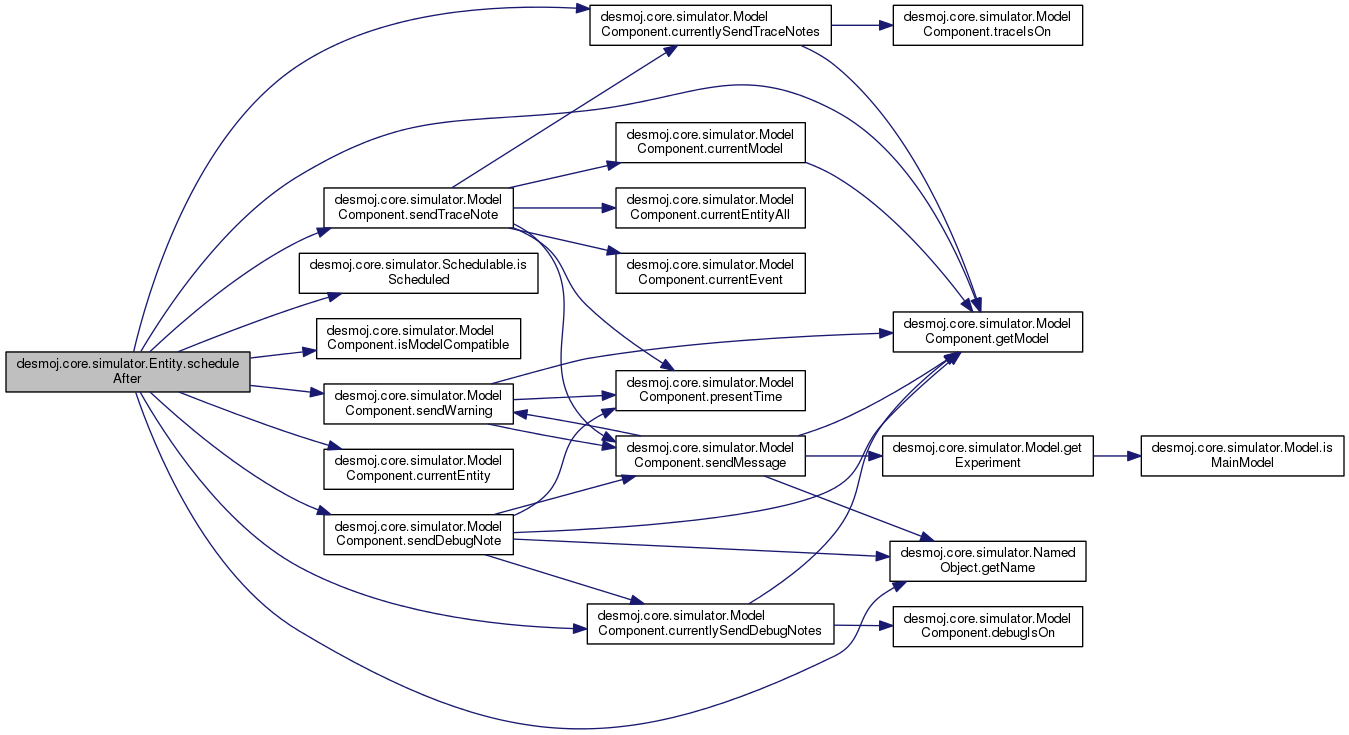 desmoj.core.simulator.Model
Component.currentlySendTraceNotes
desmoj.core.simulator.Model
Component.traceIsOn
desmoj.core.simulator.Model
Component.currentModel
desmoj.core.simulator.Model
Component.sendTraceNote
desmoj.core.simulator.Model
Component.currentEntityAll
desmoj.core.simulator.Schedulable.is
Scheduled
desmoj.core.simulator.Model
Component.currentEvent
desmoj.core.simulator.Model
Component.isModelCompatible
desmoj.core.simulator.Model
Component.getModel
desmoj.core.simulator.Entity.schedule
After
desmoj.core.simulator.Model
Component.sendWarning
desmoj.core.simulator.Model
Component.presentTime
desmoj.core.simulator.Model
Component.currentEntity
desmoj.core.simulator.Model
Component.sendMessage
desmoj.core.simulator.Model.get
Experiment
desmoj.core.simulator.Model.is
MainModel
desmoj.core.simulator.Model
Component.sendDebugNote
desmoj.core.simulator.Named
Object.getName
desmoj.core.simulator.Model
Component.currentlySendDebugNotes
desmoj.core.simulator.Model
Component.debugIsOn